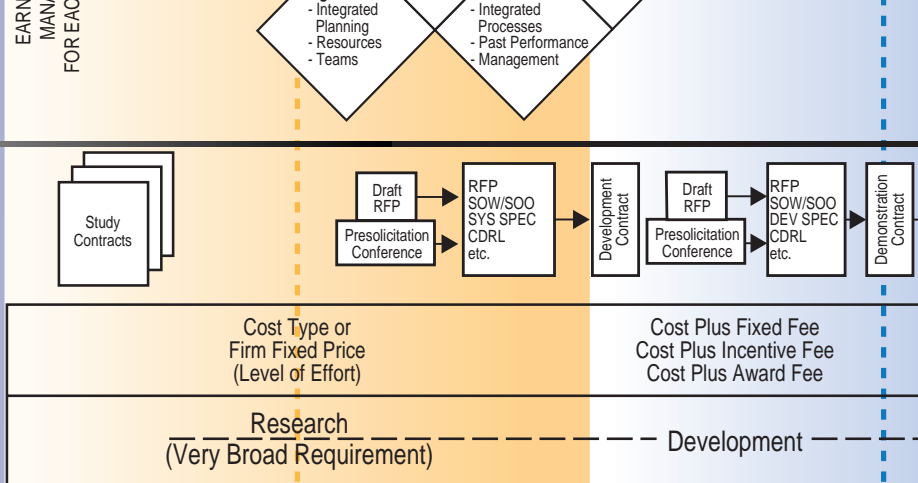 EARN
MANA
FOR EAC
- Integrated
Planning
- Resources
- Teams
- Integrated
Processes
- Past Performance
- Management
Study
Contracts
Draft
RFP
Presolicitation
Conference
RFP
SOW/SOO
SYS SPEC
CDRL
etc.
Development
Contract
Draft
RFP
Presolicitation
Conference
RFP
SOW/SOO
DEV SPEC
CDRL
etc.
Demonstration
Contract
Cost Type or
Firm Fixed Price
(Level of Effort)
Cost Plus Fixed Fee
Cost Plus Incentive Fee
Cost Plus Award Fee
Research
(Very Broad Requirement)
Development